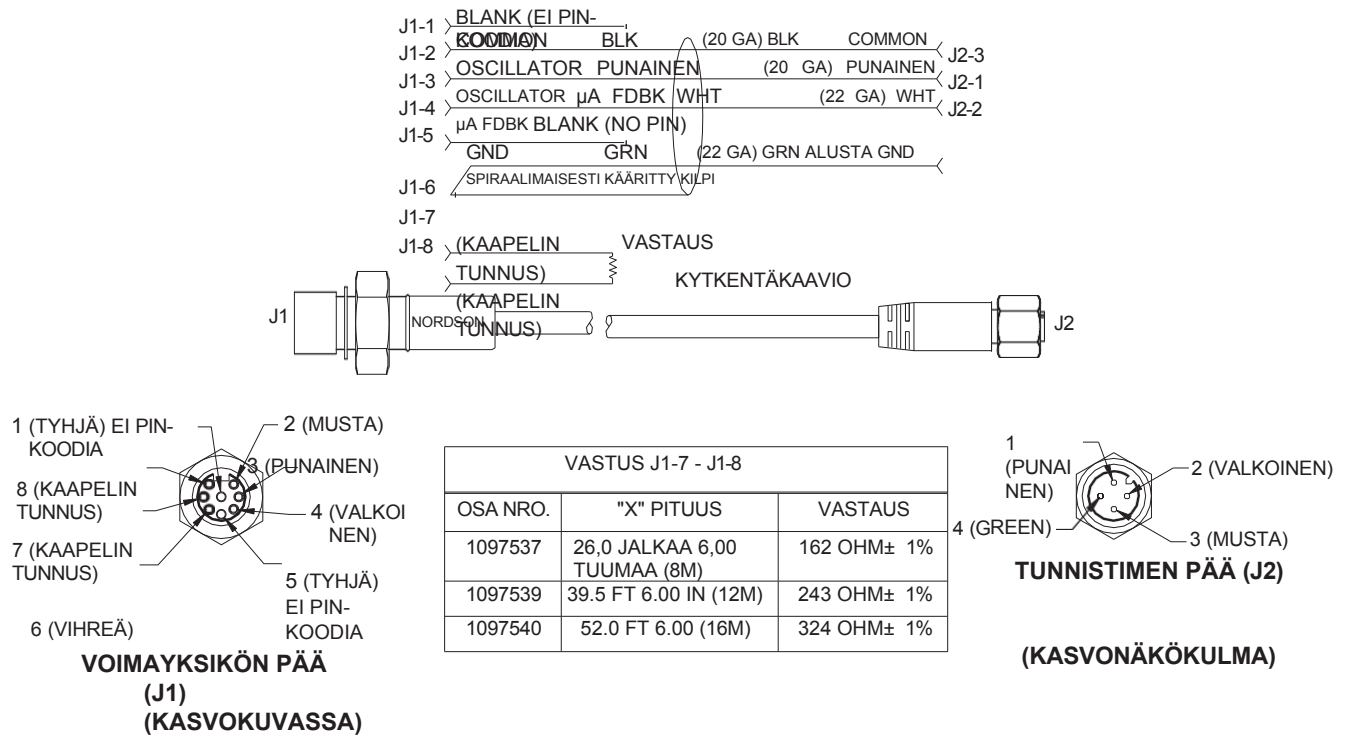 J1-1 BLANK (EI PIN-
KOODIA)
J1-2 COMMON BLK (20 GA) BLK COMMON J2-3
J1-3 OSCILLATOR PUNAINEN (20 GA) PUNAINEN J2-1
J1-4 OSCILLATOR µA FDBK WHT (22 GA) WHT J2-2
J1-5 µA FDBK BLANK (NO PIN)
GND GRN (22 GA) GRN ALUSTA GND
J1-6 SPIRAALIMAISESTI KÄÄRITTY KILPI
J1-7
J1-8 (KAAPELIN
TUNNUS)
VASTAUS
(KAAPELIN
TUNNUS)
KYTKENTÄKAAVIO
J1
NORDSON
J2
1 (TYHJÄ) EI PIN-
KOODIA
2 (MUSTA)
3 (PUNAINEN)
8 (KAAPELIN
TUNNUS)
4 (VALKOI
NEN)
7 (KAAPELIN
TUNNUS)
5 (TYHJÄ)
EI PIN-
KOODIA
6 (VIHREÄ)
VOIMAYKSIKÖN PÄÄ
(J1)
(KASVOKUVASSA)
VASTUS J1-7 - J1-8
OSA NRO. "X" PITUUS VASTAUS
1097537 26,0 JALKAA 6,00
TUUMAA (8M) 162 OHM± 1%
1097539 39.5 FT 6.00 IN (12M) 243 OHM± 1%
1097540 52.0 FT 6.00 (16M) 324 OHM± 1%
1
(PUNAI
NEN)
2 (VALKOINEN)
4 (GREEN)
3 (MUSTA)
TUNNISTIMEN PÄÄ (J2)
(KASVONÄKÖKULMA)